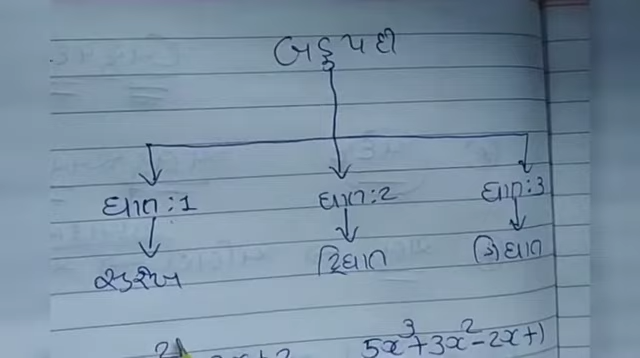 બહુપદી
ઘાત : 1 ઘાત : 2 ઘાત : 3
સુરેખ દ્વિઘાત ત્રિઘાત
5x³+3x²-2x+1